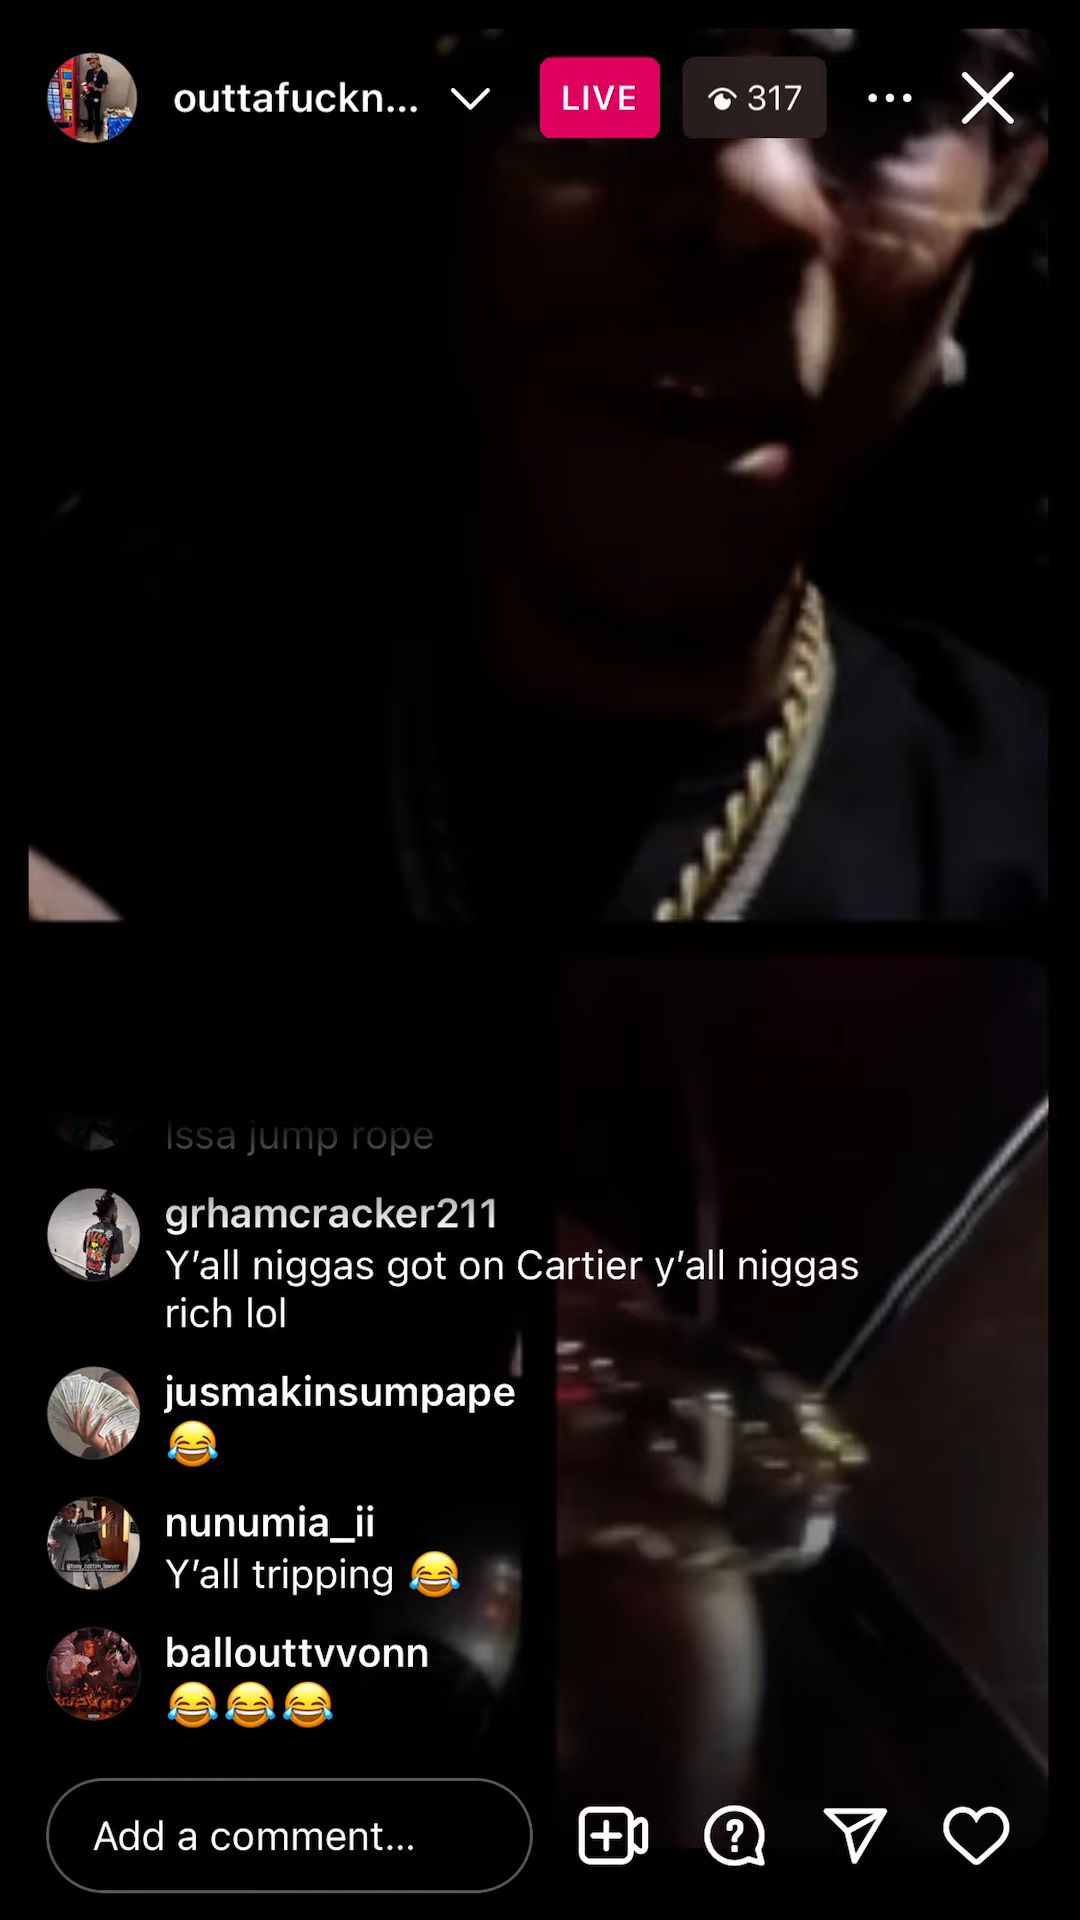 outtafuckn...
LIVE
317
Issa jump rope
grhamcracker211
Y'all niggas got on Cartier y'all niggas
rich lol
jusmakinsumpape
😂
nunumia_ii
Y'all tripping 😂
ballouttvvonn
😂😂😂
Add a comment...